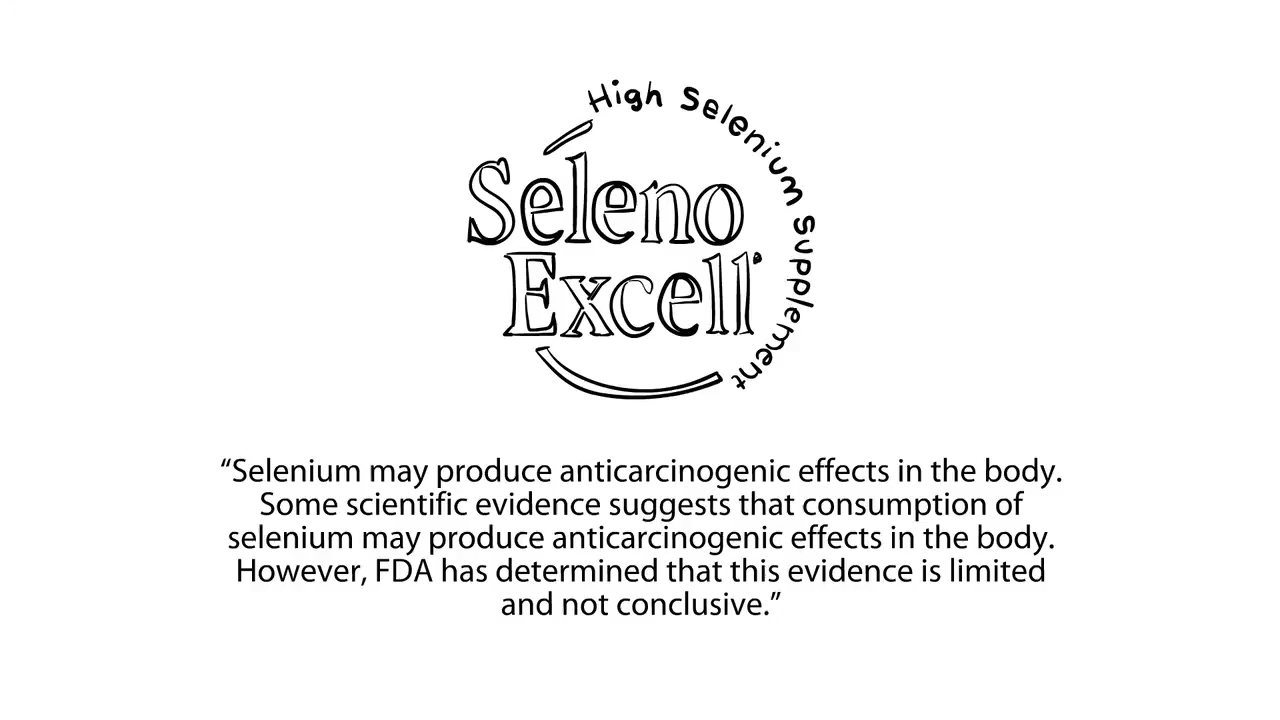 High Selenium Supplement
Seleno
Excell
“Selenium may produce anticarcinogenic effects in the body.
Some scientific evidence suggests that consumption of
selenium may produce anticarcinogenic effects in the body.
However, FDA has determined that this evidence is limited
and not conclusive.”